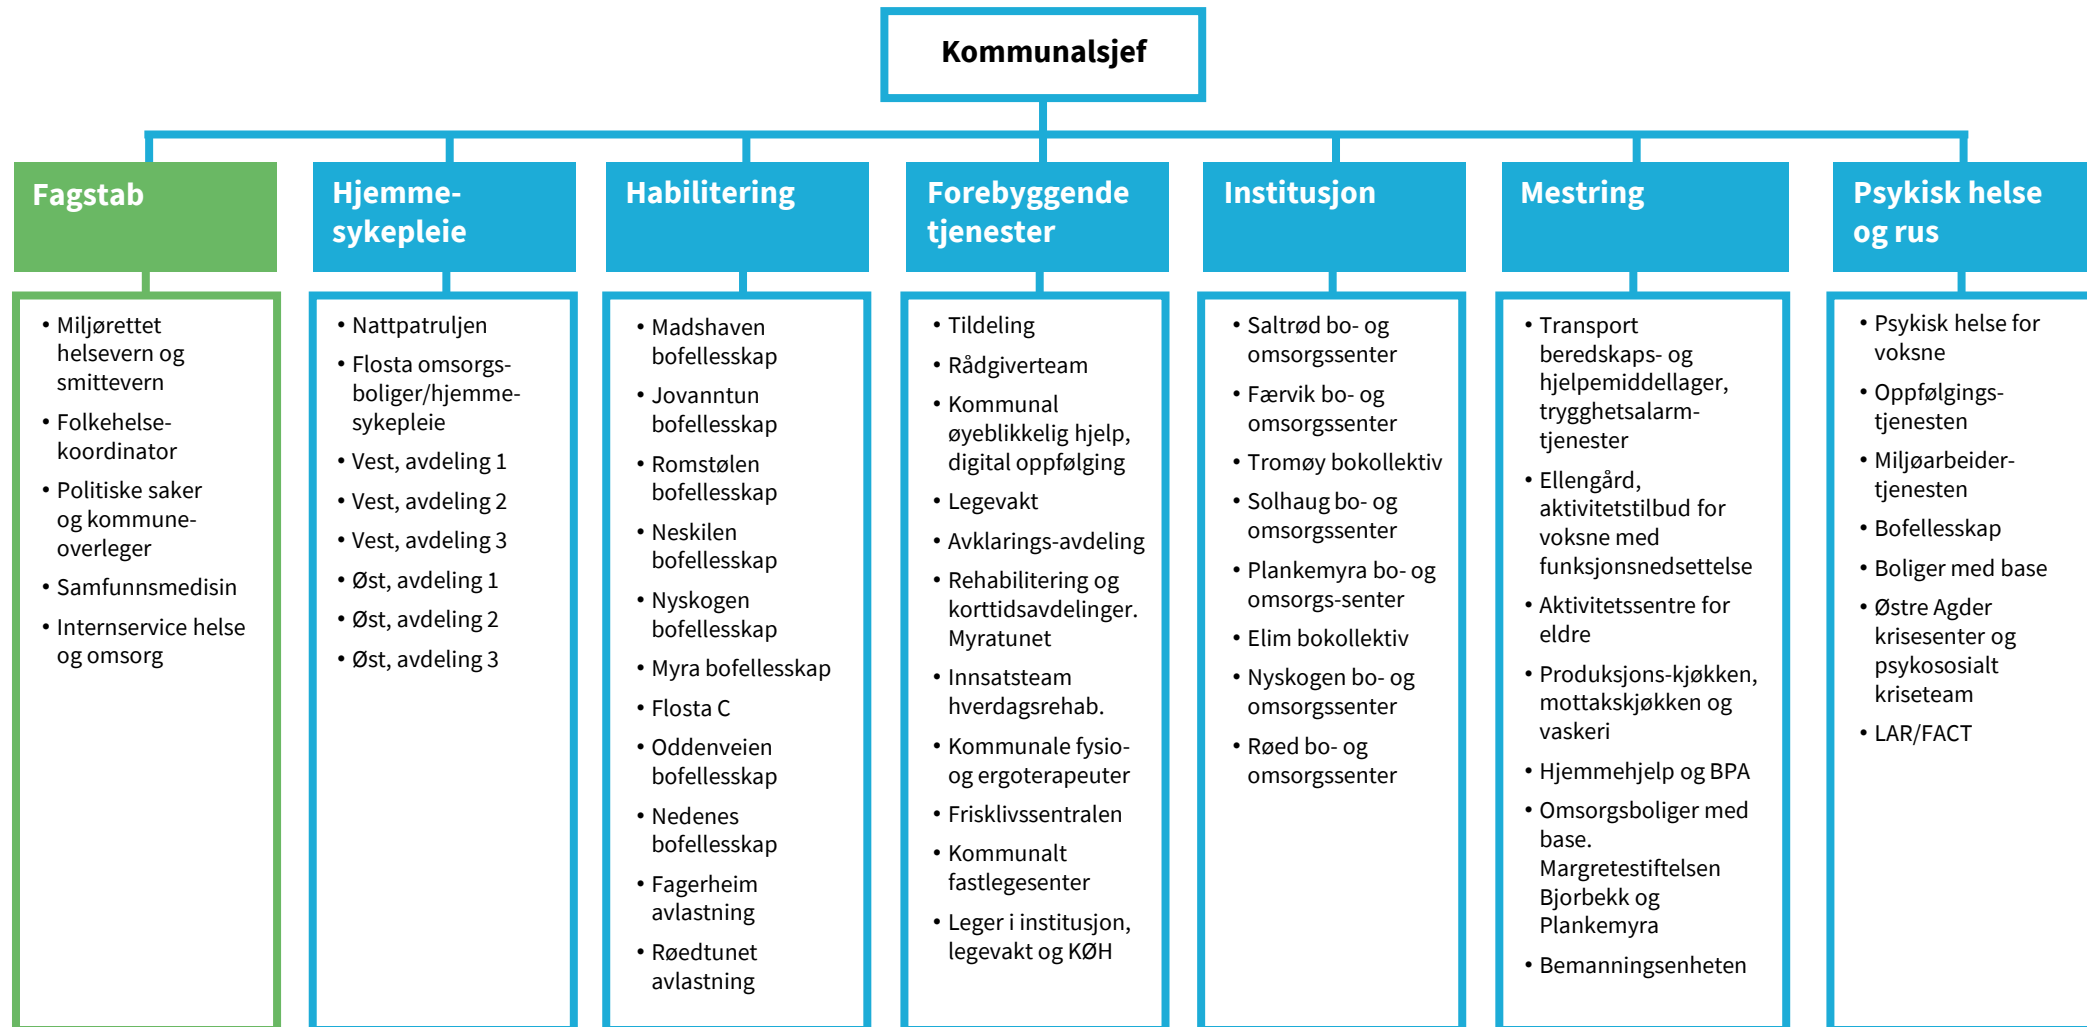 Kommunalsjef
Fagstab
• Miljørettet
helsevern og
smittevern
• Folkehelse-
koordinator
• Politiske saker
og kommune-
overleger
• Samfunnsmedisin
• Internservice helse
og omsorg
Hjemme-
sykepleie
• Nattpatruljen
• Flosta omsorgs-
boliger/hjemme-
sykepleie
• Vest, avdeling 1
• Vest, avdeling 2
• Vest, avdeling 3
• Øst, avdeling 1
• Øst, avdeling 2
• Øst, avdeling 3
Habilitering
• Madshaven
bofellesskap
• Jovanntun
bofellesskap
• Romstølen
bofellesskap
• Neskilen
bofellesskap
• Nyskogen
bofellesskap
• Myra bofellesskap
• Flosta C
• Oddenveien
bofellesskap
• Nedenes
bofellesskap
• Fagerheim
avlastning
• Røedtunet
avlastning
Forebyggende
tjenester
• Tildeling
• Rådgiverteam
• Kommunal
øyeblikkelig hjelp,
digital oppfølging
• Legevakt
• Avklarings-avdeling
• Rehabilitering og
korttidsavdelinger.
Myratunet
• Innsatsteam
hverdagsrehab.
• Kommunale fysio-
og ergoterapeuter
• Frisklivssentralen
• Kommunalt
fastlegesenter
• Leger i institusjon,
legevakt og KØH
Institusjon
• Saltrød bo- og
omsorgssenter
• Færvik bo- og
omsorgssenter
• Tromøy bokollektiv
• Solhaug bo- og
omsorgssenter
• Plankemyra bo- og
omsorgs-senter
• Elim bokollektiv
• Nyskogen bo- og
omsorgssenter
• Røed bo- og
omsorgssenter
Mestring
• Transport
beredskaps- og
hjelpemiddellager,
trygghetsalarm-
tjenester
• Ellengård,
aktivitetstilbud for
voksne med
funksjonsnedsettelse
• Aktivitetssentre for
eldre
• Produksjons-kjøkken,
mottakskjøkken og
vaskeri
• Hjemmehjelp og BPA
• Omsorgsboliger med
base.
Margretestiftelsen
Bjorbekk og
Plankemyra
• Bemanningsenheten
Psykisk helse
og rus
• Psykisk helse for
voksne
• Oppfølgings-
tjenesten
• Miljøarbeider-
tjenesten
• Bofellesskap
• Boliger med base
• Østre Agder
krisesenter og
psykososialt
kriseteam
• LAR/FACT